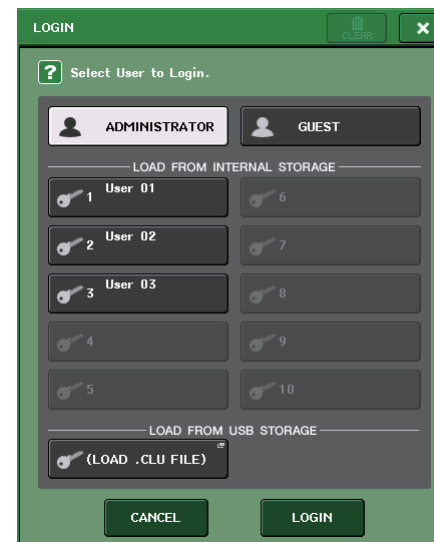 LOGIN
CLEAR
? Select User to Login.
ADMINISTRATOR
GUEST
LOAD FROM INTERNAL STORAGE
1 User 01
6
2 User 02
7
3 User 03
8
4
9
5
10
LOAD FROM USB STORAGE
(LOAD .CLU FILE)
CANCEL
LOGIN